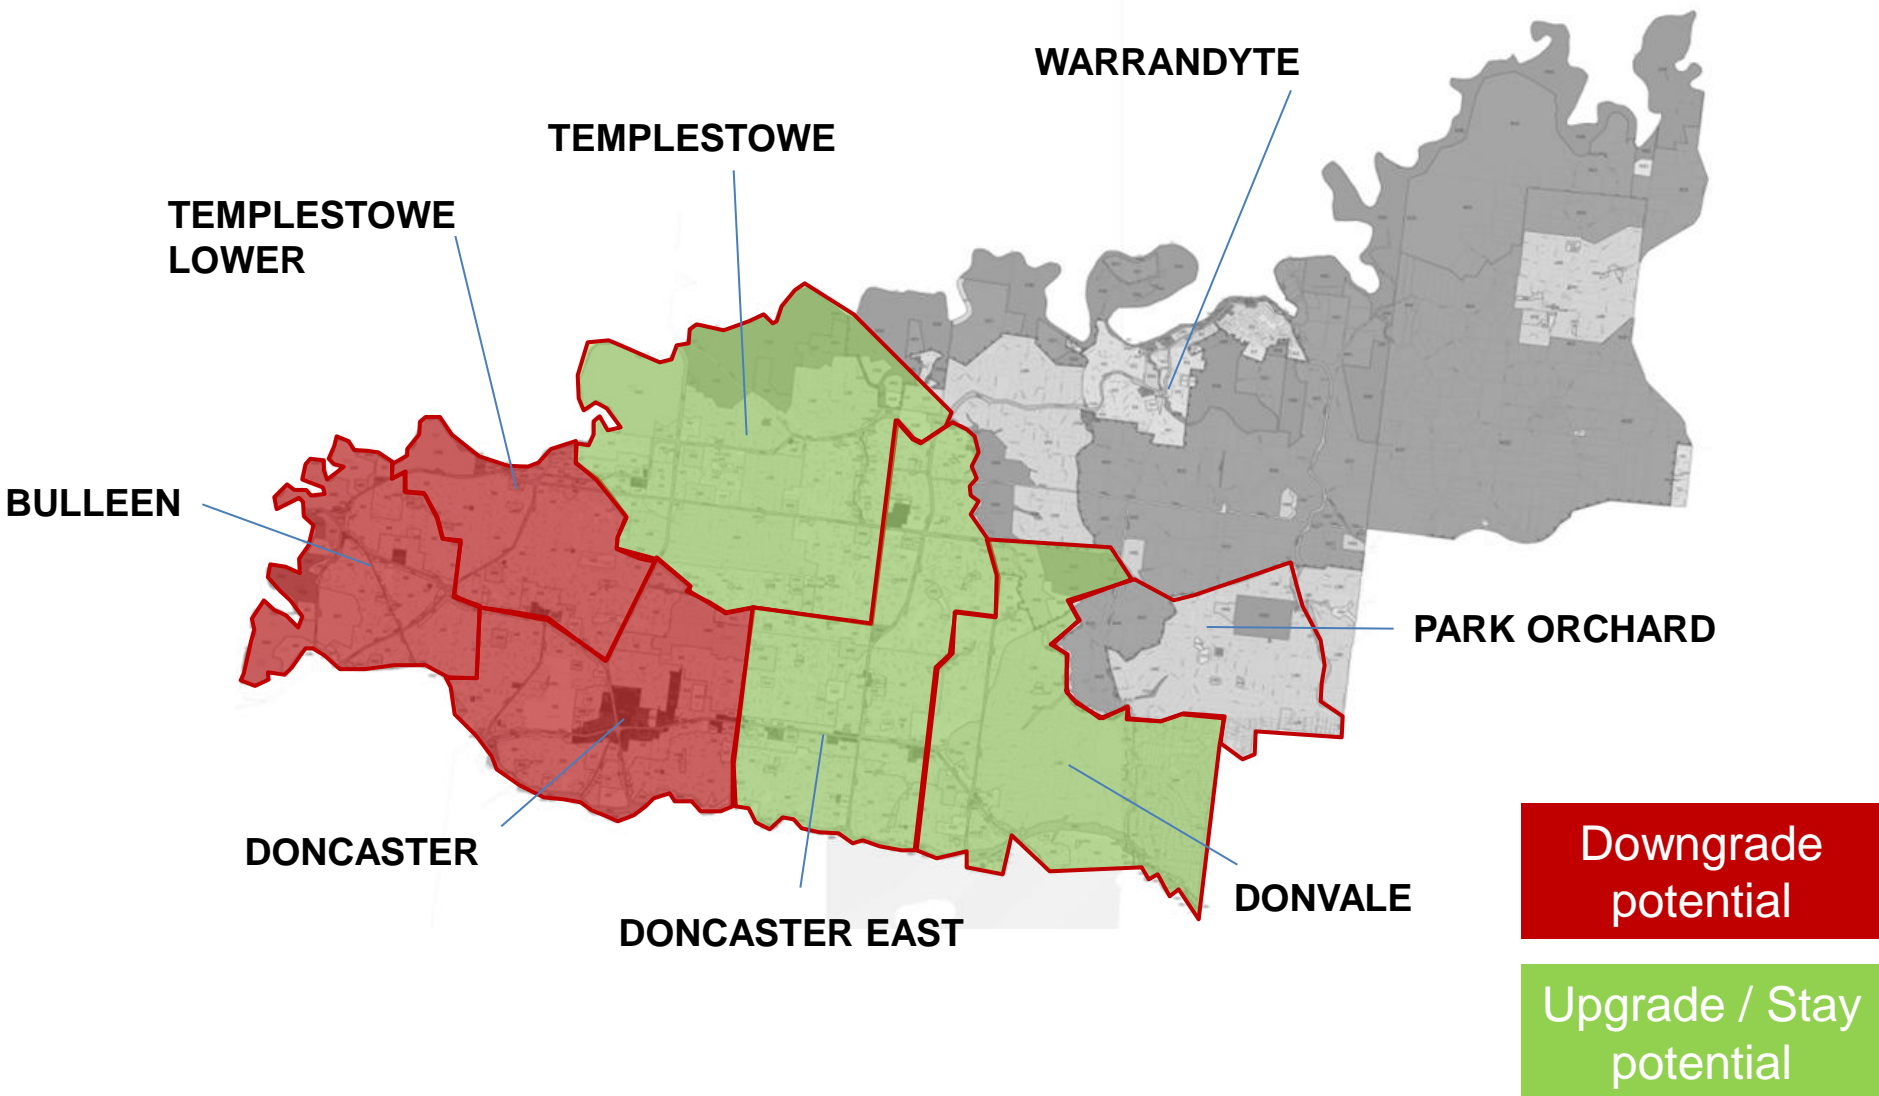 WARRANDYTE
TEMPLESTOWE
TEMPLESTOWE
LOWER
BULLEEN
PARK ORCHARD
DONCASTER
DONVALE
DONCASTER EAST
Downgrade
potential
Upgrade / Stay
potential